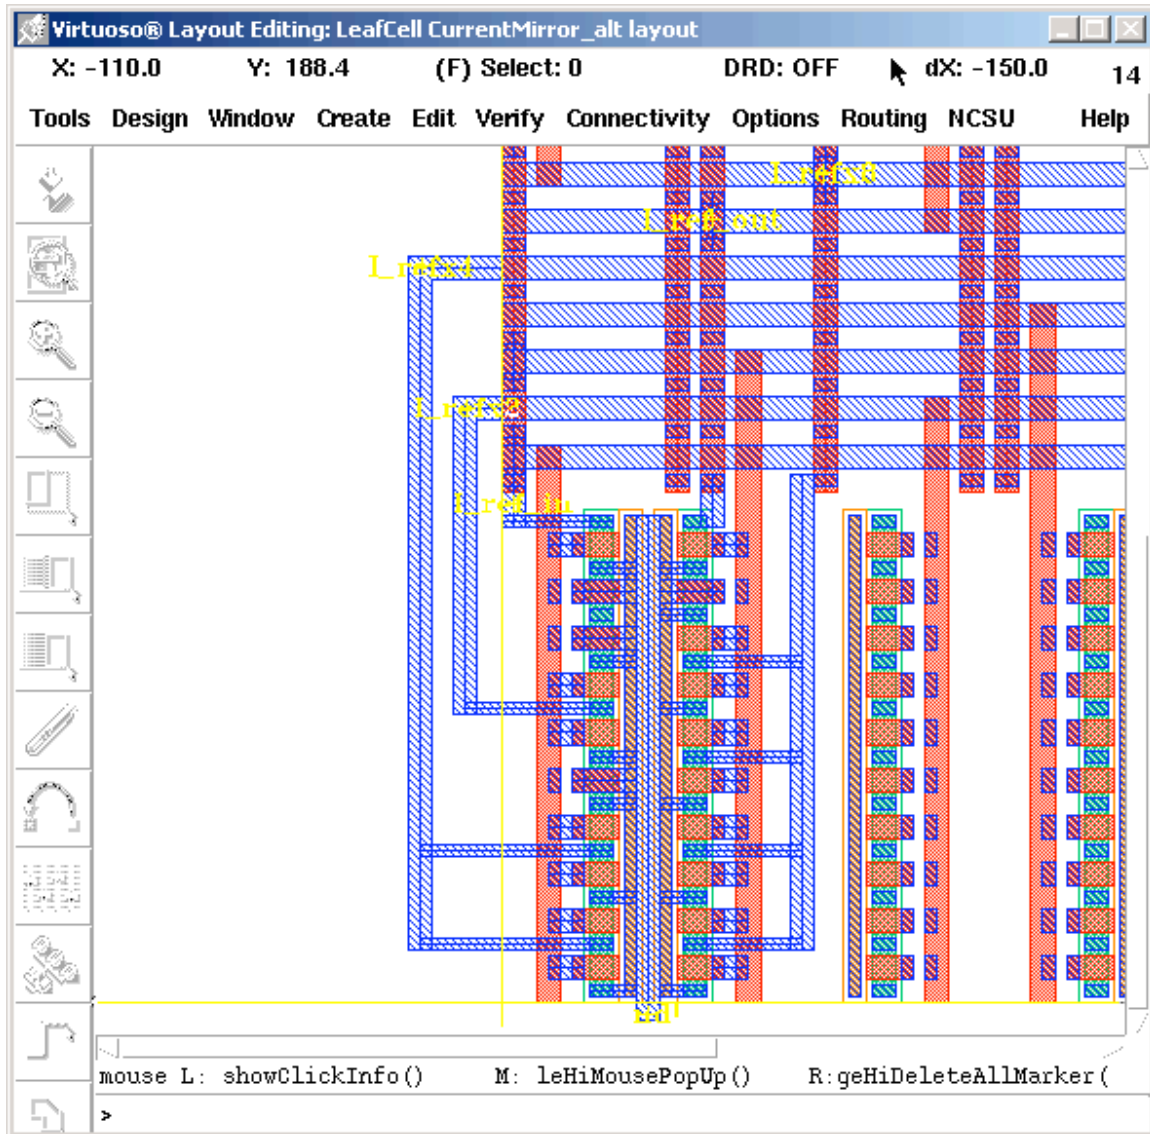 Virtuoso® Layout Editing: LeafCell CurrentMirror_alt layout
X: -110.0 Y: 188.4 (F) Select: 0 DRD: OFF dX: -150.0 14
Tools Design Window Create Edit Verify Connectivity Options Routing NCSU Help
I_refx8
I_ref_out
I_refx4
I_refx2
I_ref_in
mouse L: showClickInfo() M: leHiMousePopUp() R:geHiDeleteAllMarker(
>